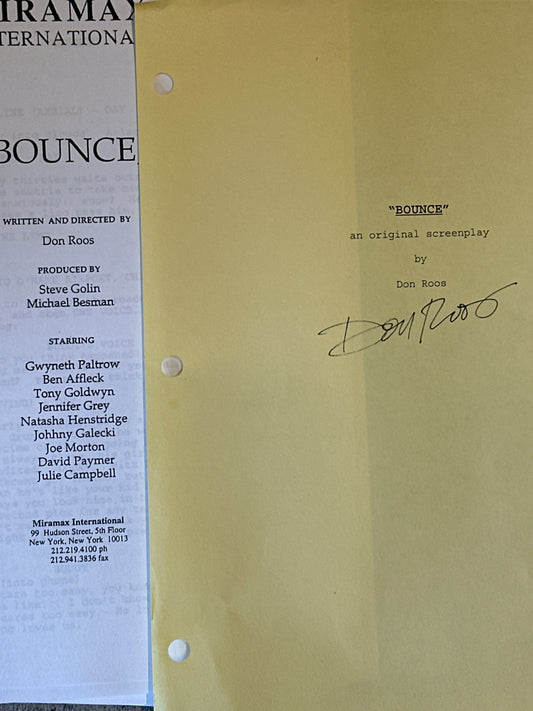 IRAMAX
TERNATIONA
BOUNCE
WRITTEN AND DIRECTED BY
Don Roos
PRODUCED BY
Steve Golin
Michael Besman
STARRING
Gwyneth Paltrow
Ben Affleck
Tony Goldwyn
Jennifer Grey
Natasha Henstridge
Johhny Galecki
Joe Morton
David Paymer
Julie Campbell
Miramax International
99 Hudson Street, 5th Floor
New York, New York 10013
212.219.4100 ph
212.941.3836 fax
"BOUNCE"
an original screenplay
by
Don Roos
Don Roos